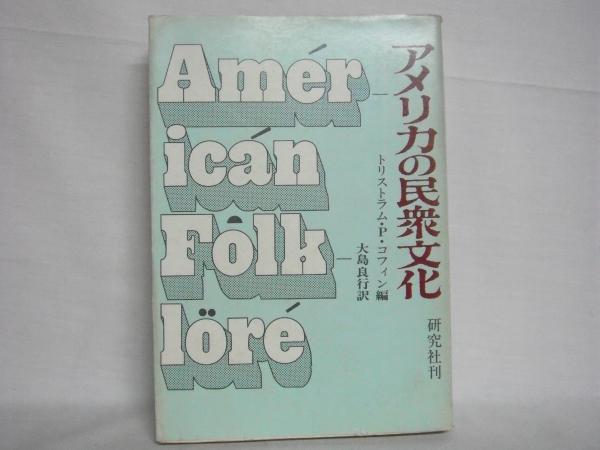 アメリカの民衆文化
トリストラム・P・コフィン編
大島良行訳
研究社刊
Amér-
icán
Fȯlk-
löré